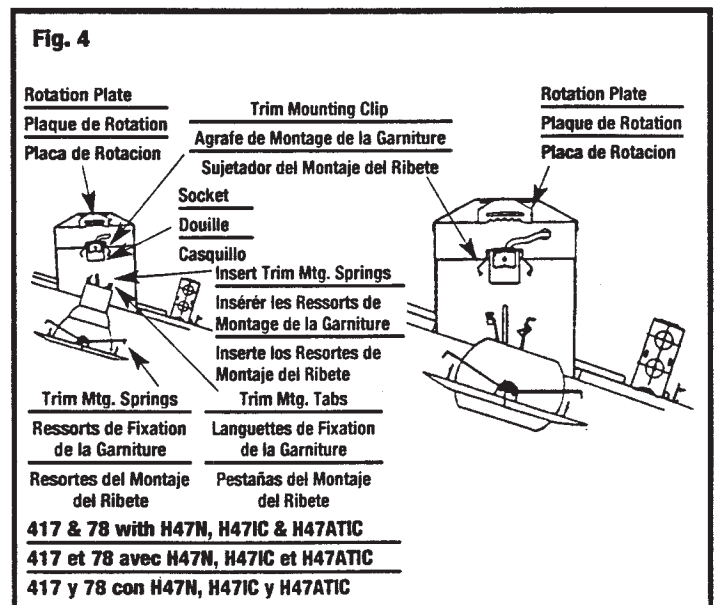 Fig. 4
Rotation Plate
Plaque de Rotation
Placa de Rotacion
Trim Mounting Clip
Agrafe de Montage de la Garniture
Sujetador del Montaje del Ribete
Rotation Plate
Plaque de Rotation
Placa de Rotacion
Socket
Douille
Casquillo
Insert Trim Mtg. Springs
Insérér les Ressorts de
Montage de la Garniture
Inserte los Resortes de
Montaje del Ribete
Trim Mtg. Springs
Ressorts de Fixation
de la Garniture
Resortes del Montaje
del Ribete
Trim Mtg. Tabs
Languettes de Fixation
de la Garniture
Pestañas del Montaje
del Ribete
417 & 78 with H47N, H47IC & H47ATIC
417 et 78 avec H47N, H47IC et H47ATIC
417 y 78 con H47N, H47IC y H47ATIC